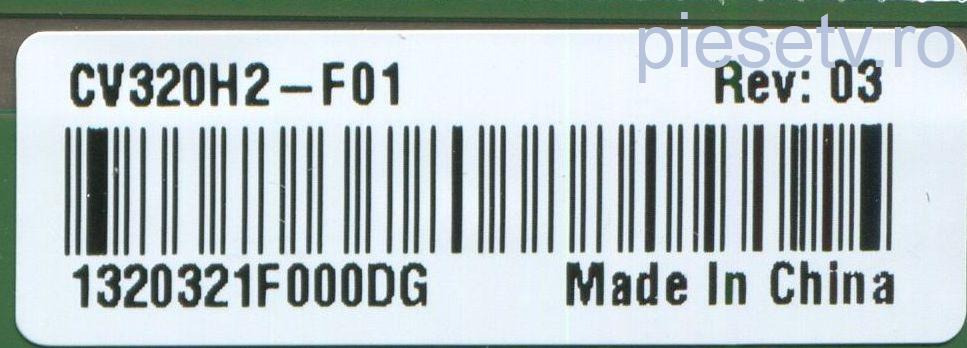 piesetv.ro
CV320H2-F01 Rev: 03
1320321F000DG Made In China